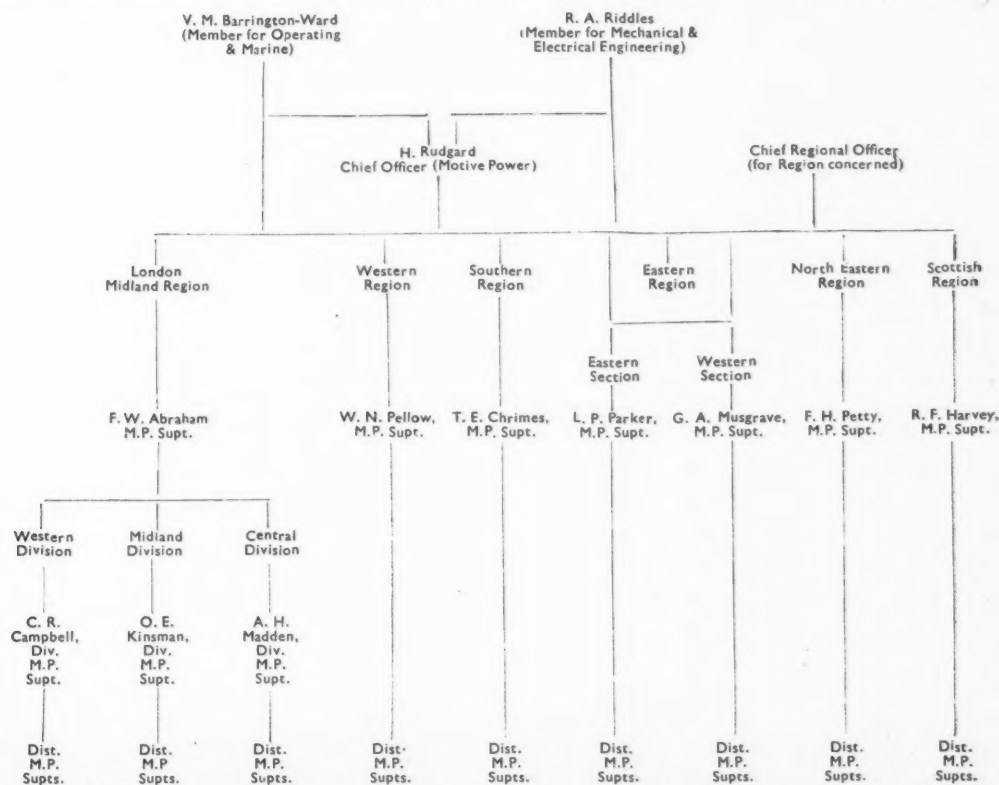 V. M. Barrington-Ward
(Member for Operating
& Marine)
R. A. Riddles
(Member for Mechanical &
Electrical Engineering)
H. Rudgard
Chief Officer (Motive Power)
Chief Regional Officer
(for Region concerned)
London
Midland Region
Western
Region
Southern
Region
Eastern
Region
North Eastern
Region
Scottish
Region
Eastern
Section
Western
Section
F. W. Abraham
M.P. Supt.
W. N. Pellow,
M.P. Supt.
T. E. Chrimes,
M.P. Supt.
L. P. Parker,
M.P. Supt.
G. A. Musgrave,
M.P. Supt.
F. H. Petty,
M.P. Supt.
R. F. Harvey,
M.P. Supt.
Western
Division
Midland
Division
Central
Division
C. R.
Campbell,
Div.
M.P.
Supt.
O. E.
Kinsman,
Div.
M.P.
Supt.
A. H.
Madden,
Div.
M.P.
Supt.
Dist.
M.P.
Supts.
Dist.
M.P
Supts.
Dist.
M.P.
Supts.
Dist.
M.P.
Supts.
Dist.
M.P.
Supts.
Dist.
M.P.
Supts.
Dist.
M.P.
Supts.
Dist.
M.P.
Supts.
Dist.
M.P.
Supts.